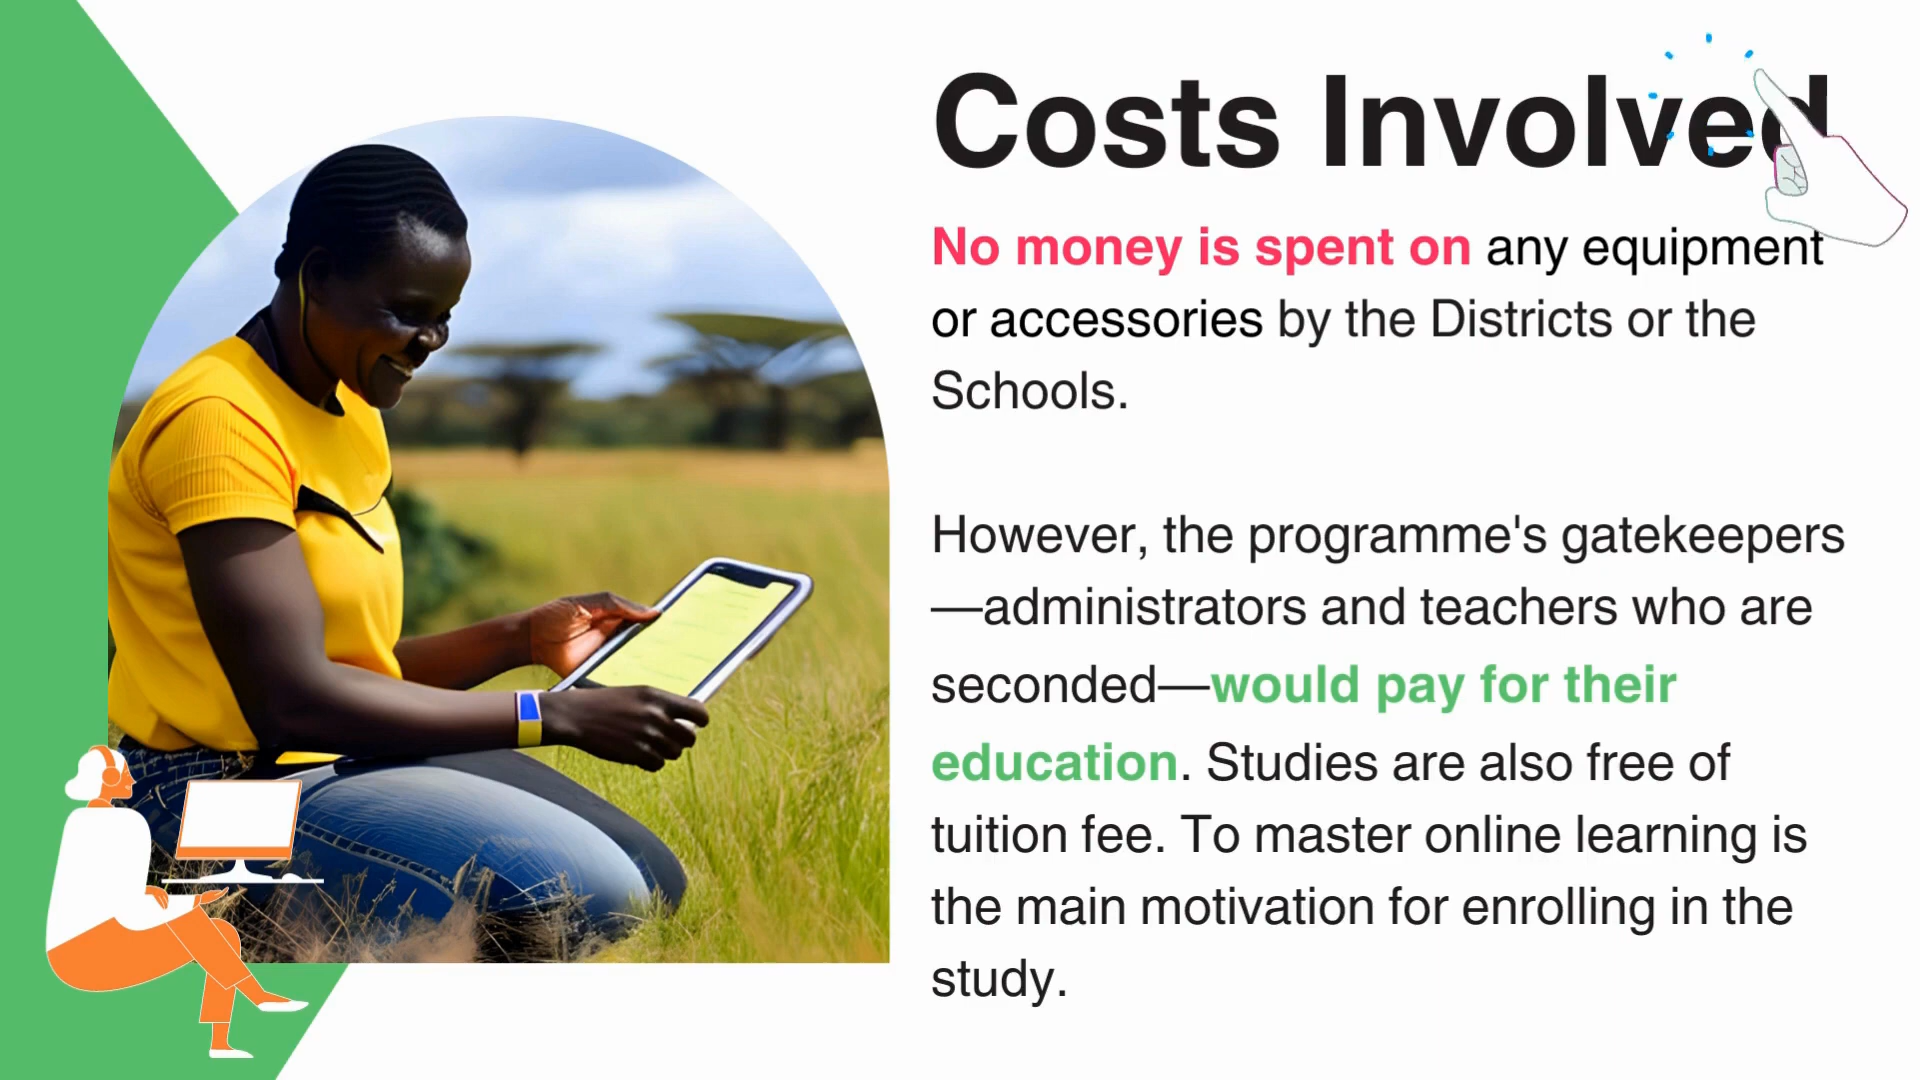 Costs Involved
No money is spent on any equipment
or accessories by the Districts or the
Schools.
However, the programme's gatekeepers
—administrators and teachers who are
seconded—would pay for their
education. Studies are also free of
tuition fee. To master online learning is
the main motivation for enrolling in the
study.